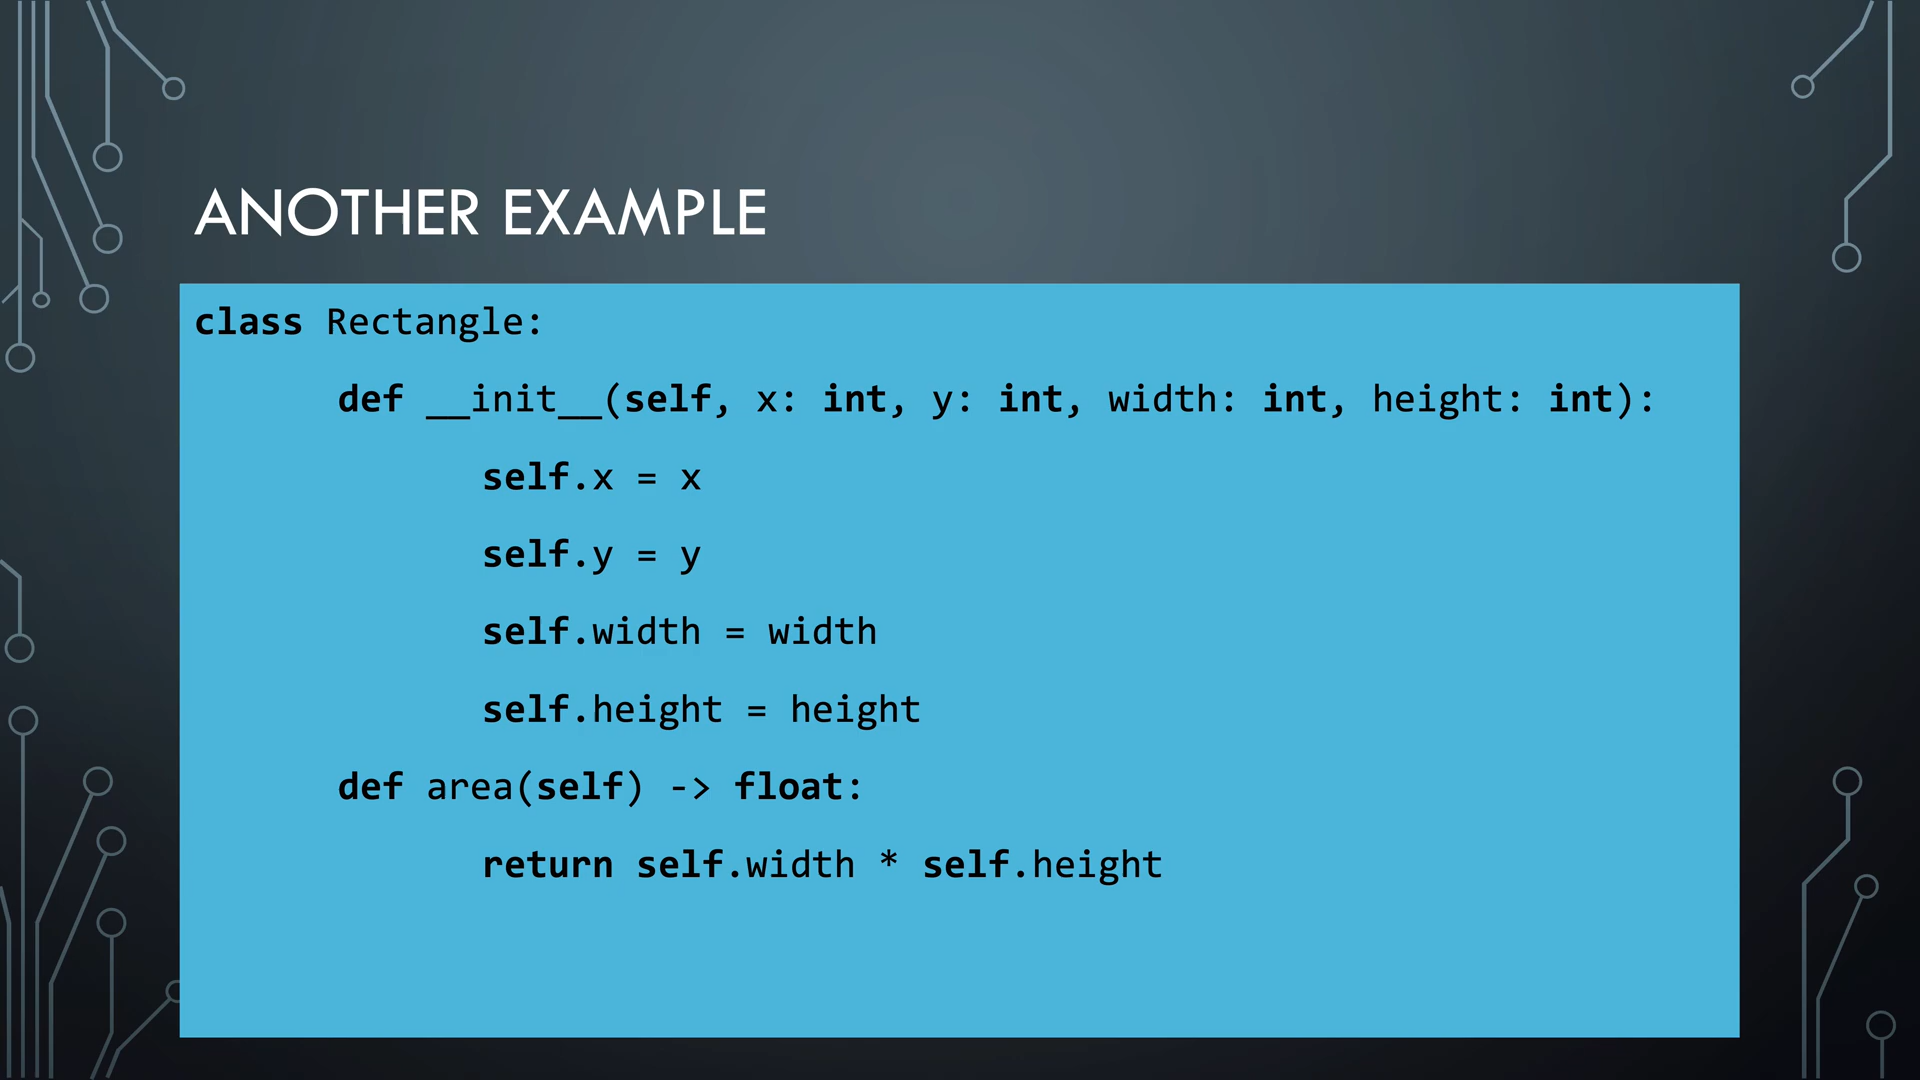 ANOTHER EXAMPLE
class Rectangle:
def __init__(self, x: int, y: int, width: int, height: int):
self.x = x
self.y = y
self.width = width
self.height = height
def area(self) -> float:
return self.width * self.height